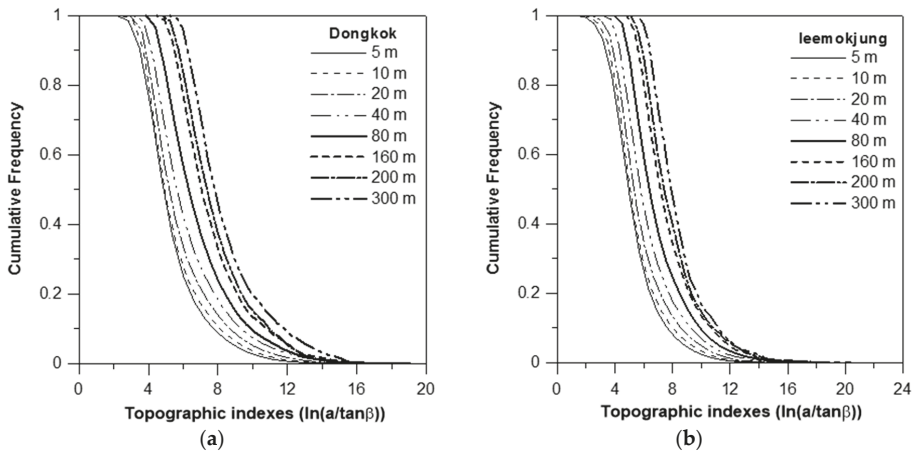 1
0.8
0.6
0.4
0.2
0
Cumulative Frequency
Dongkok
5 m
10 m
20 m
40 m
80 m
160 m
200 m
300 m
0 4 8 12 16 20
Topographic indexes (ln(a/tanβ))
(a)
1
0.8
0.6
0.4
0.2
0
Cumulative Frequency
leemokjung
5 m
10 m
20 m
40 m
80 m
160 m
200 m
300 m
0 4 8 12 16 20 24
Topographic indexes (ln(a/tanβ))
(b)